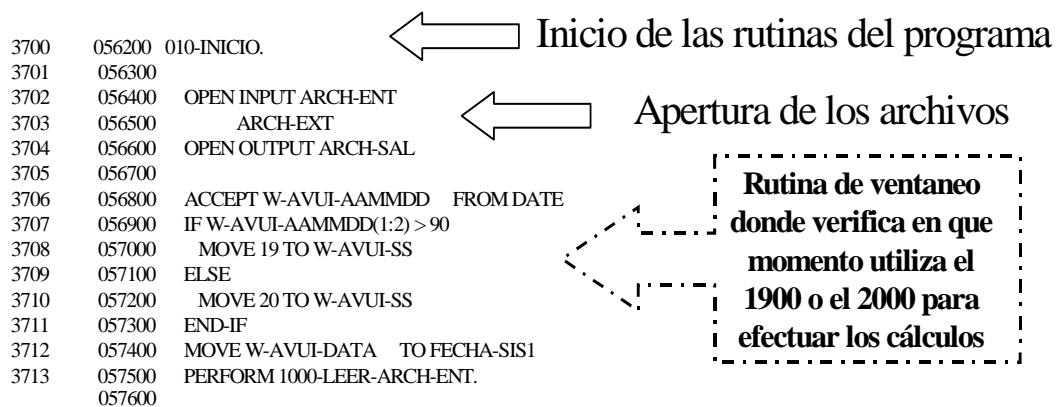 3700 056200 010-INICIO.
Inicio de las rutinas del programa
3701 056300
3702 056400 OPEN INPUT ARCH-ENT
3703 056500 ARCH-EXT
Apertura de los archivos
3704 056600 OPEN OUTPUT ARCH-SAL
3705 056700
3706 056800 ACCEPT W-AVUI-AAMMDD FROM DATE
3707 056900 IF W-AVUI-AAMMDD(1:2) > 90
3708 057000 MOVE 19 TO W-AVUI-SS
3709 057100 ELSE
3710 057200 MOVE 20 TO W-AVUI-SS
3711 057300 END-IF
3712 057400 MOVE W-AVUI-DATA TO FECHA-SIS1
3713 057500 PERFORM 1000-LEER-ARCH-ENT.
057600
Rutina de ventaneo
donde verifica en que
momento utiliza el
1900 o el 2000 para
efectuar los cálculos